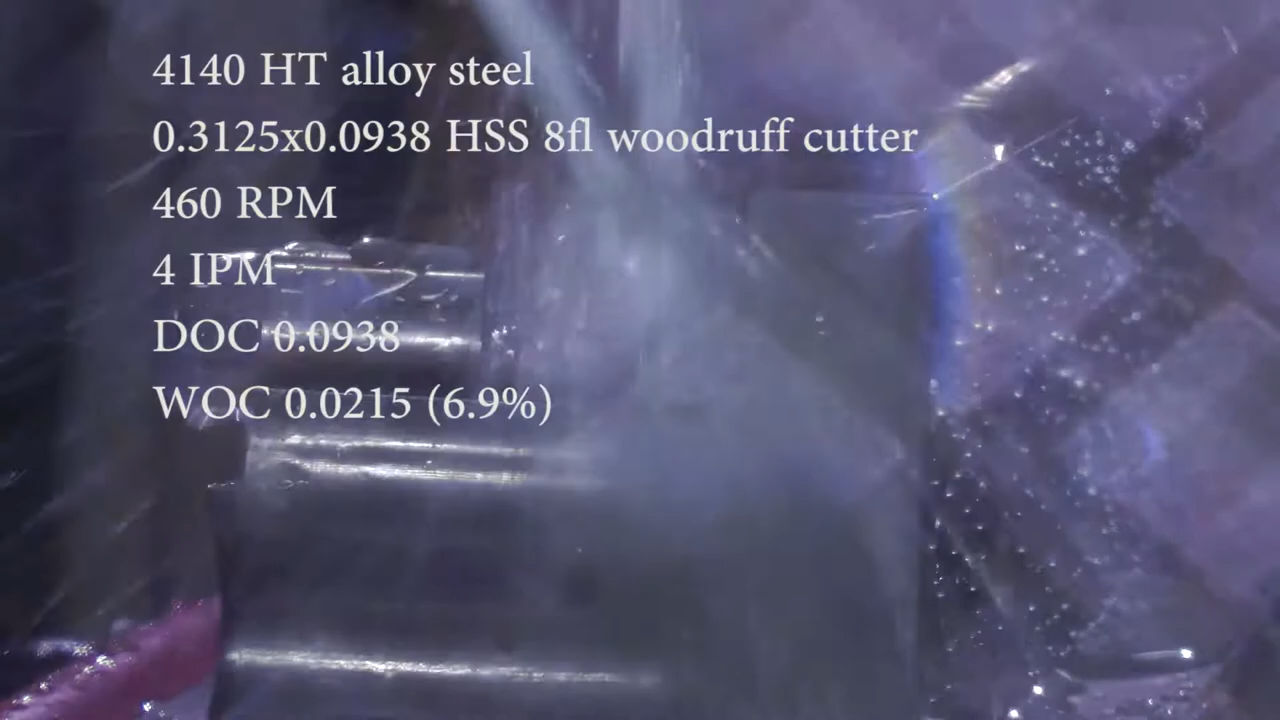 4140 HT alloy steel
0.3125x0.0938 HSS 8fl woodruff cutter
460 RPM
4 IPM
DOC 0.0938
WOC 0.0215 (6.9%)